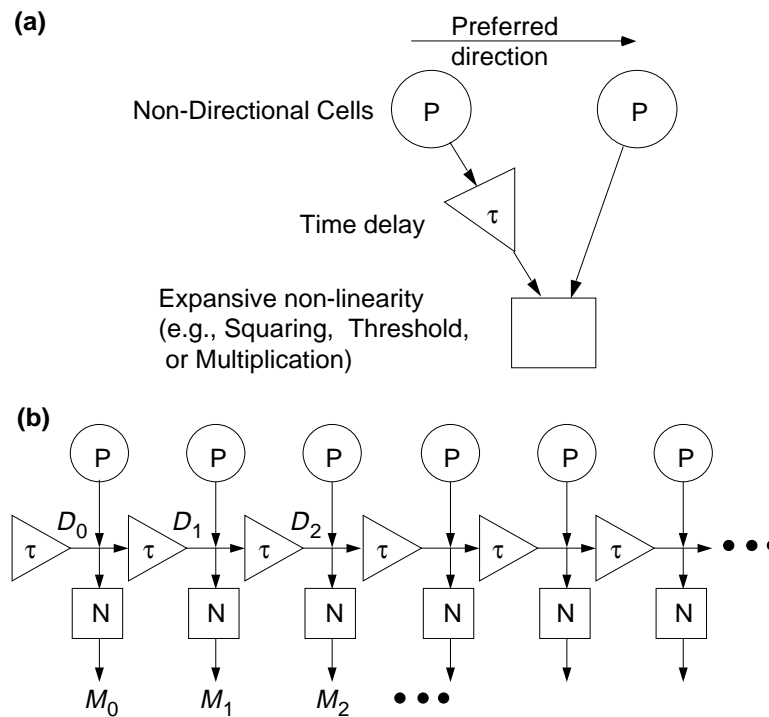 (a)
Preferred
direction
Non-Directional Cells
P
P
Time delay
τ
Expansive non-linearity
(e.g., Squaring, Threshold,
or Multiplication)
(b)
P P P P P P
D0 D1 D2
τ τ τ τ τ τ
N N N N N N
M0 M1 M2